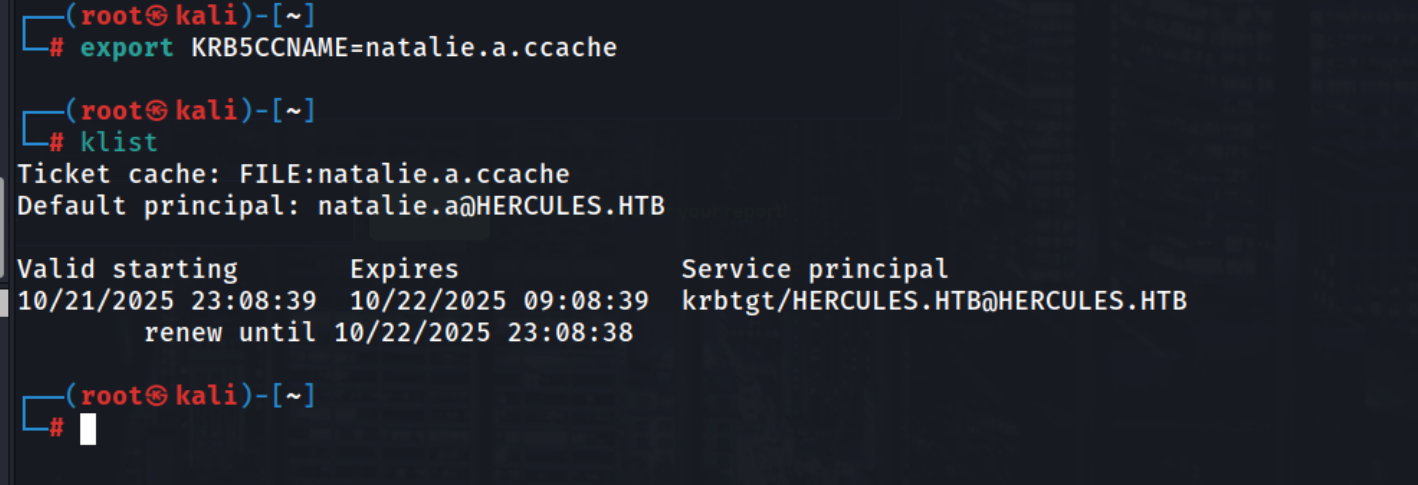 ┌──(root㉿kali)-[~]
└─# export KRB5CCNAME=natalie.a.ccache
┌──(root㉿kali)-[~]
└─# klist
Ticket cache: FILE:natalie.a.ccache
Default principal: natalie.a@HERCULES.HTB
Valid starting       Expires              Service principal
10/21/2025 23:08:39  10/22/2025 09:08:39  krbtgt/HERCULES.HTB@HERCULES.HTB
        renew until 10/22/2025 23:08:38
┌──(root㉿kali)-[~]
└─#